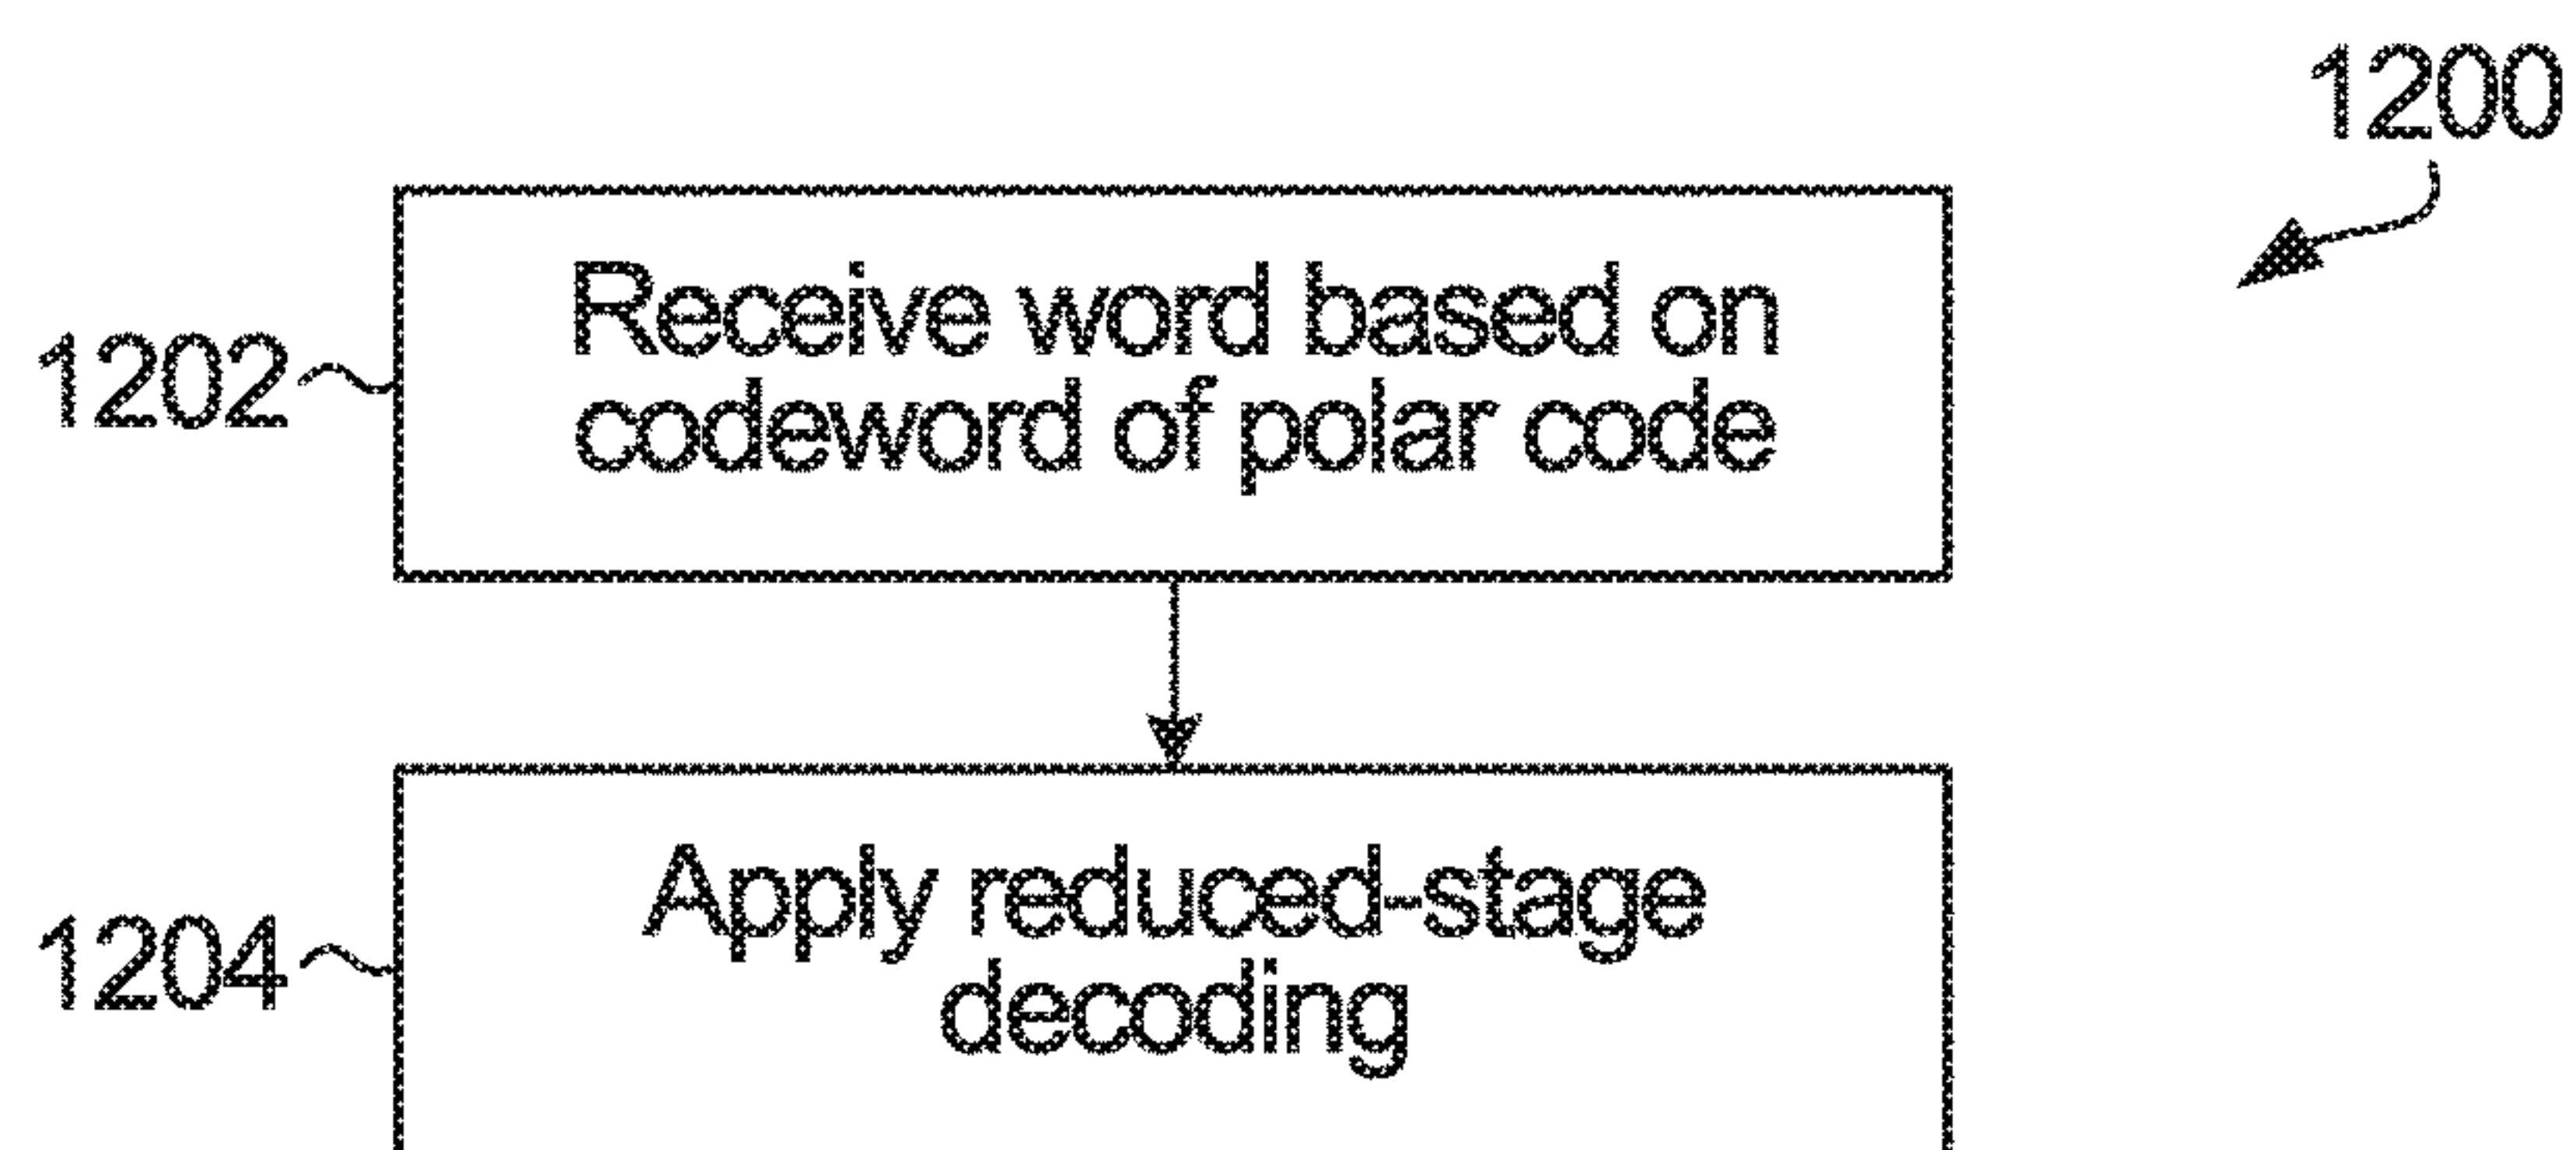 1200
Receive word based on
1202
codeword of polar code
Apply reduced-stage
1204
decoding